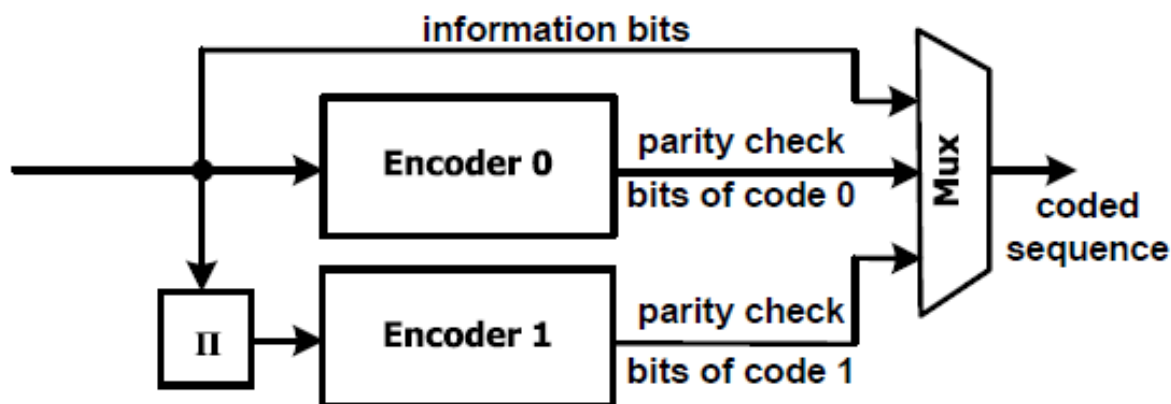 information bits
Encoder 0
parity check
bits of code 0
Mux
coded
sequence
Π
Encoder 1
parity check
bits of code 1